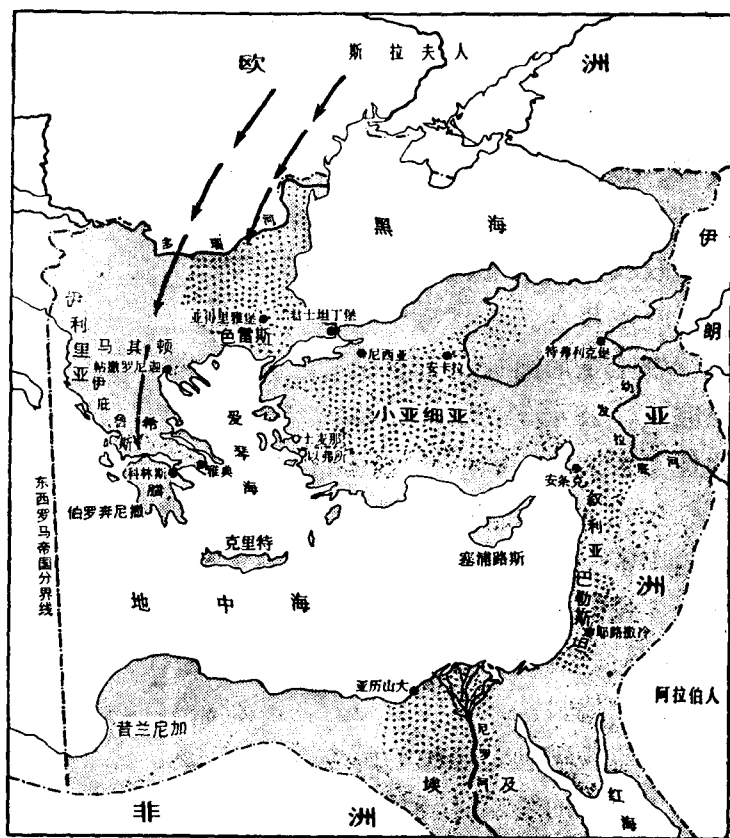 欧
斯拉夫人
洲
黑海
多瑙河
伊朗
伊利里亚
马其顿
亚得里雅堡
君士坦丁堡
色雷斯
帖撒罗尼迦
伊庇鲁斯
希腊
爱琴海
尼西亚
安卡拉
特弗利克堡
幼发拉底河
小亚细亚
亚
士麦那
以弗所
科林斯
雅典
伯罗奔尼撒
安条克
叙利亚
克里特
塞浦路斯
洲
巴勒斯坦
耶路撒冷
地中海
东西罗马帝国分界线
亚历山大
阿拉伯人
昔兰尼加
尼罗河
埃及
红海
非洲